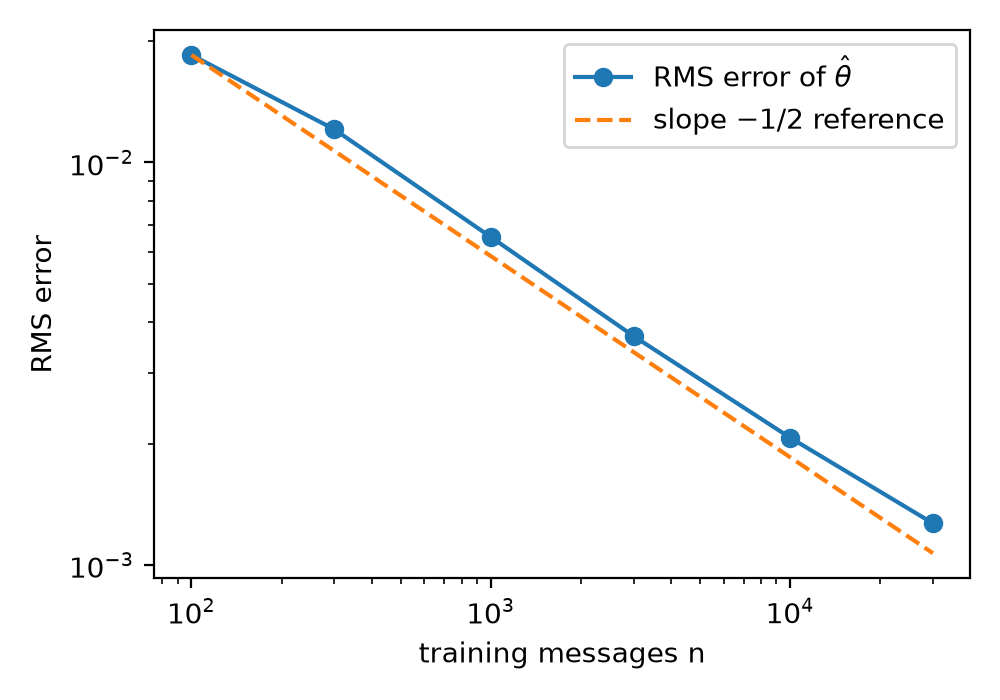 RMS error of θ̂
slope −1/2 reference
10⁻²
10⁻³
RMS error
10² 10³ 10⁴
training messages n